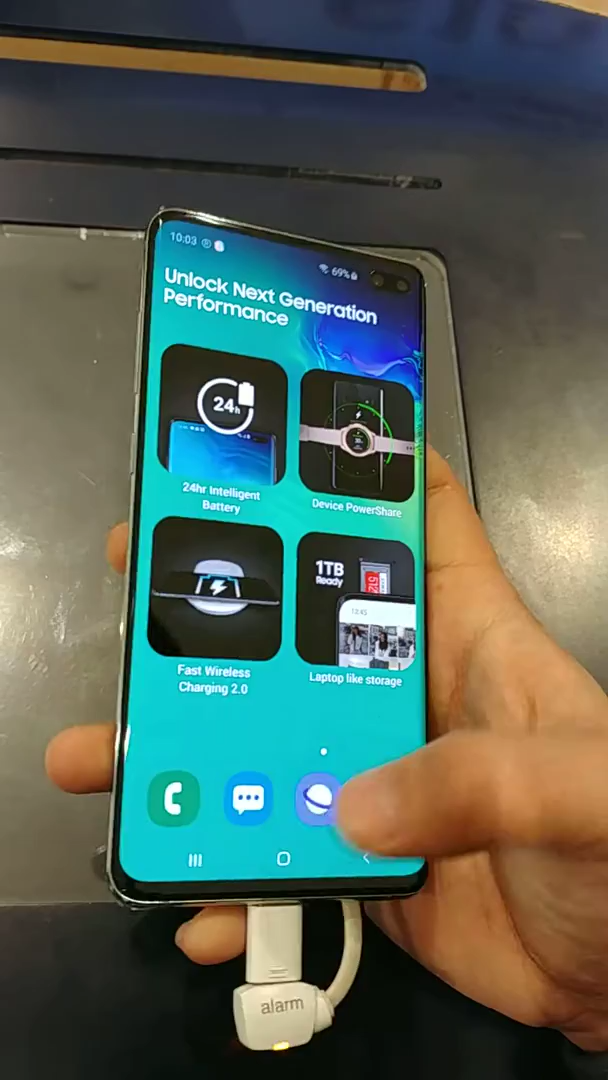 10:03
69%
Unlock Next Generation
Performance
24h
24hr Intelligent
Battery
Device PowerShare
1TB
Ready
512
12:45
Fast Wireless
Charging 2.0
Laptop like storage
alarm